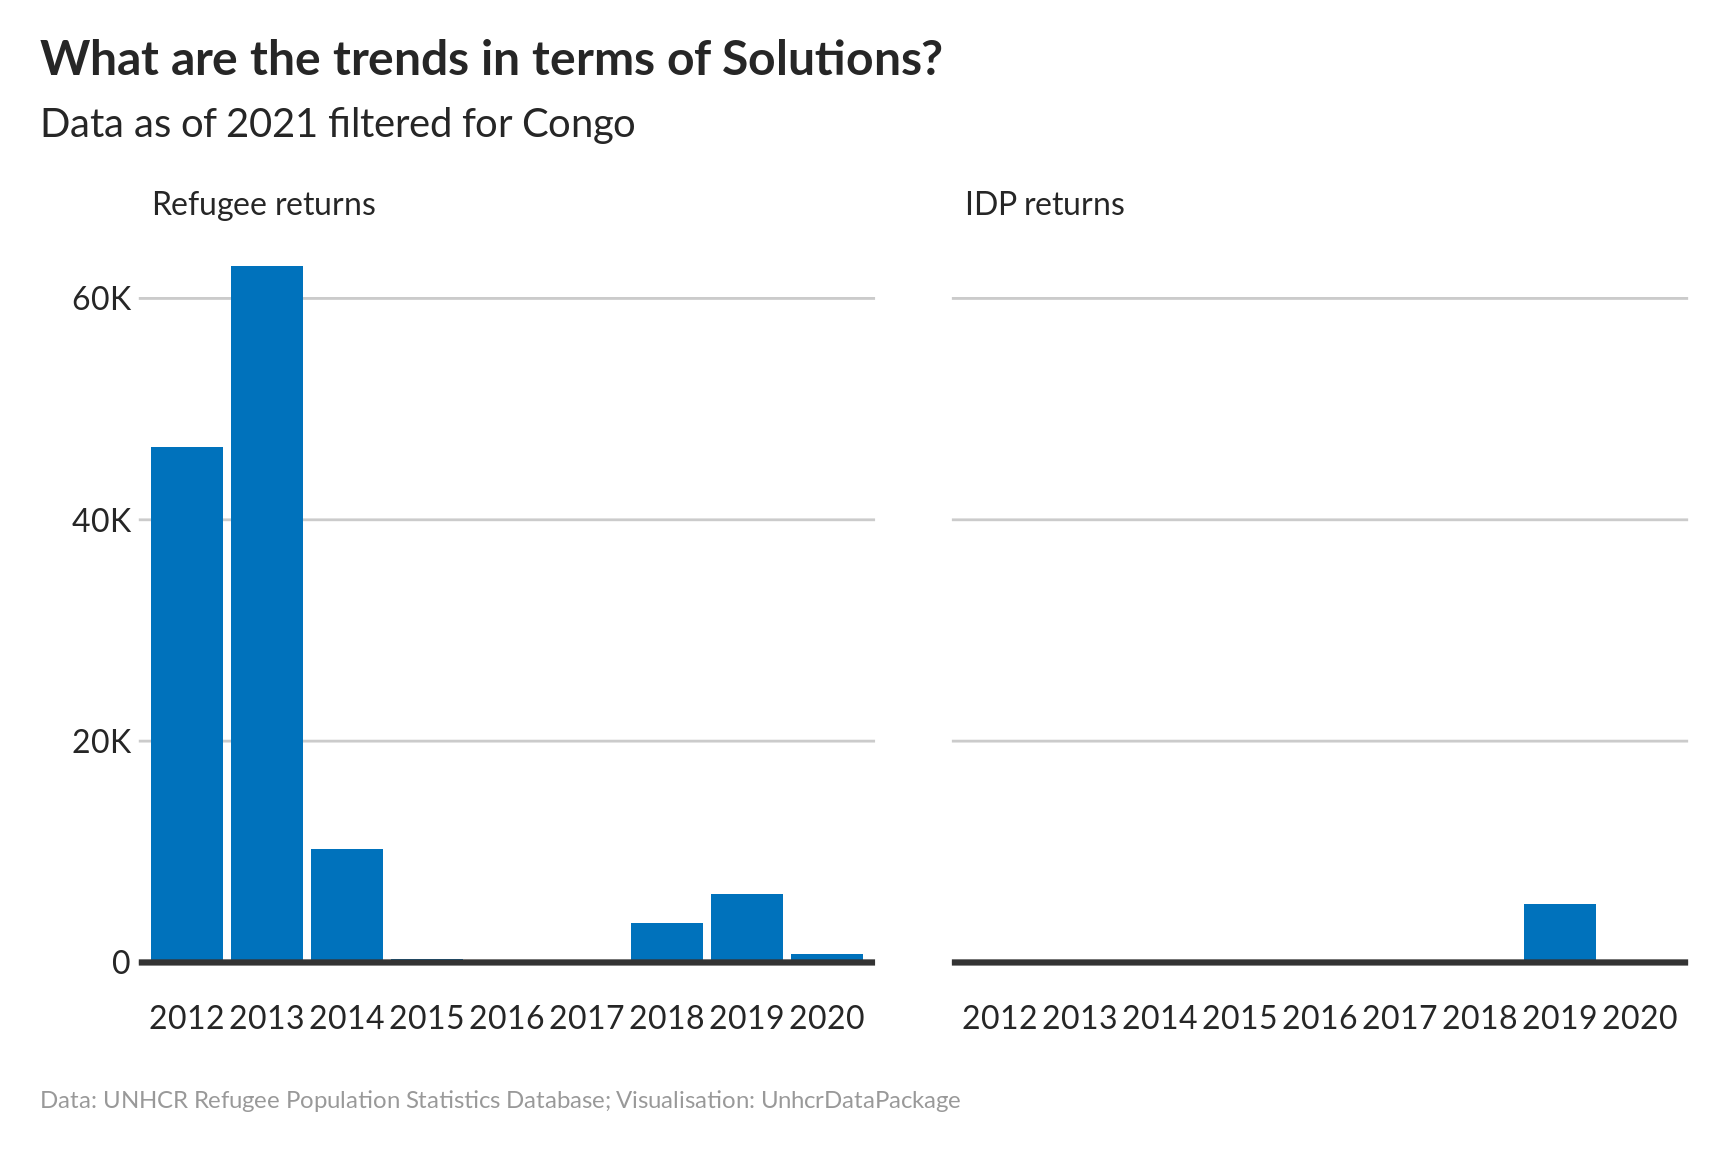 What are the trends in terms of Solutions?
Data as of 2021 filtered for Congo
Refugee returns
IDP returns
60K
40K
20K
0
2012 2013 2014 2015 2016 2017 2018 2019 2020
2012 2013 2014 2015 2016 2017 2018 2019 2020
Data: UNHCR Refugee Population Statistics Database; Visualisation: UnhcrDataPackage